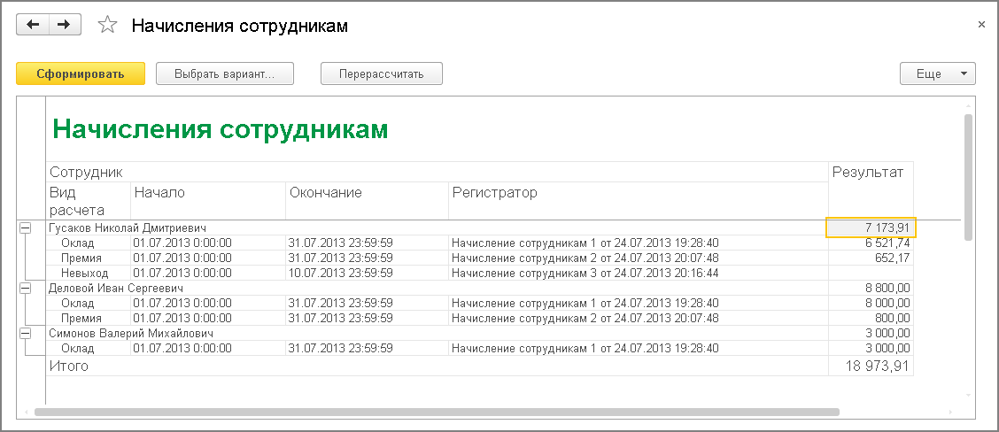 Начисления сотрудникам
Сформировать Выбрать вариант... Перерассчитать Еще
Начисления сотрудникам
Сотрудник Результат
Вид расчета Начало Окончание Регистратор
Гусаков Николай Дмитриевич 7 173,91
Оклад 01.07.2013 0:00:00 31.07.2013 23:59:59 Начисление сотрудникам 1 от 24.07.2013 19:28:40 6 521,74
Премия 01.07.2013 0:00:00 31.07.2013 23:59:59 Начисление сотрудникам 2 от 24.07.2013 20:07:48 652,17
Невыход 01.07.2013 0:00:00 10.07.2013 23:59:59 Начисление сотрудникам 3 от 24.07.2013 20:16:44
Деловой Иван Сергеевич 8 800,00
Оклад 01.07.2013 0:00:00 31.07.2013 23:59:59 Начисление сотрудникам 1 от 24.07.2013 19:28:40 8 000,00
Премия 01.07.2013 0:00:00 31.07.2013 23:59:59 Начисление сотрудникам 2 от 24.07.2013 20:07:48 800,00
Симонов Валерий Михайлович 3 000,00
Оклад 01.07.2013 0:00:00 31.07.2013 23:59:59 Начисление сотрудникам 1 от 24.07.2013 19:28:40 3 000,00
Итого 18 973,91